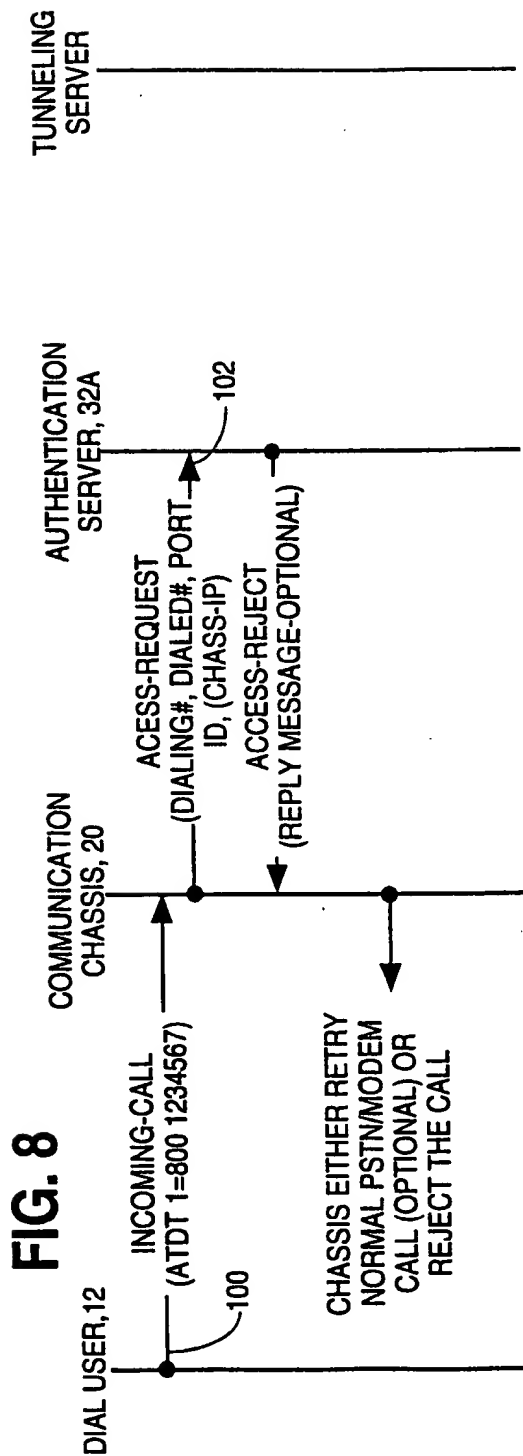 FIG. 8
DIAL USER,12
COMMUNICATION
CHASSIS, 20
AUTHENTICATION
SERVER, 32A
TUNNELING
SERVER
INCOMING-CALL
(ATDT 1=800 1234567)
100
ACESS-REQUEST
(DIALING#, DIALED#, PORT
ID, (CHASS-IP)
102
ACCESS-REJECT
(REPLY MESSAGE-OPTIONAL)
CHASSIS EITHER RETRY
NORMAL PSTN/MODEM
CALL (OPTIONAL) OR
REJECT THE CALL